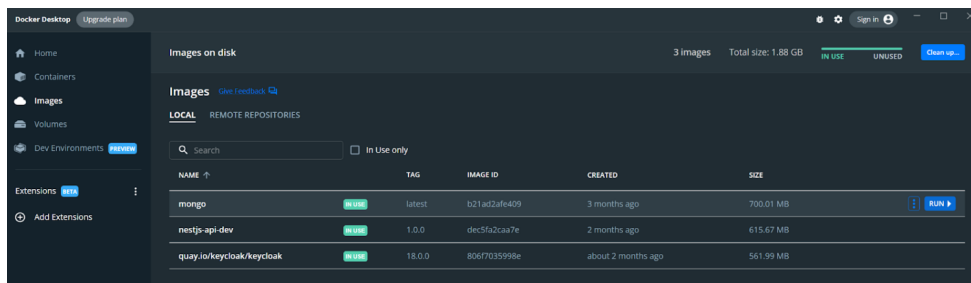 Docker Desktop Upgrade plan Sign in
Home
Containers
Images
Volumes
Dev Environments PREVIEW
Extensions BETA
Add Extensions
Images on disk 3 images Total size: 1.88 GB IN USE UNUSED Clean up...
Images Give Feedback
LOCAL REMOTE REPOSITORIES
Search In Use only
NAME TAG IMAGE ID CREATED SIZE
mongo IN USE latest b21ad2afe409 3 months ago 700.01 MB RUN
nestjs-api-dev IN USE 1.0.0 dec5fa2caa7e 2 months ago 615.67 MB
quay.io/keycloak/keycloak IN USE 18.0.0 806f7035998e about 2 months ago 561.99 MB